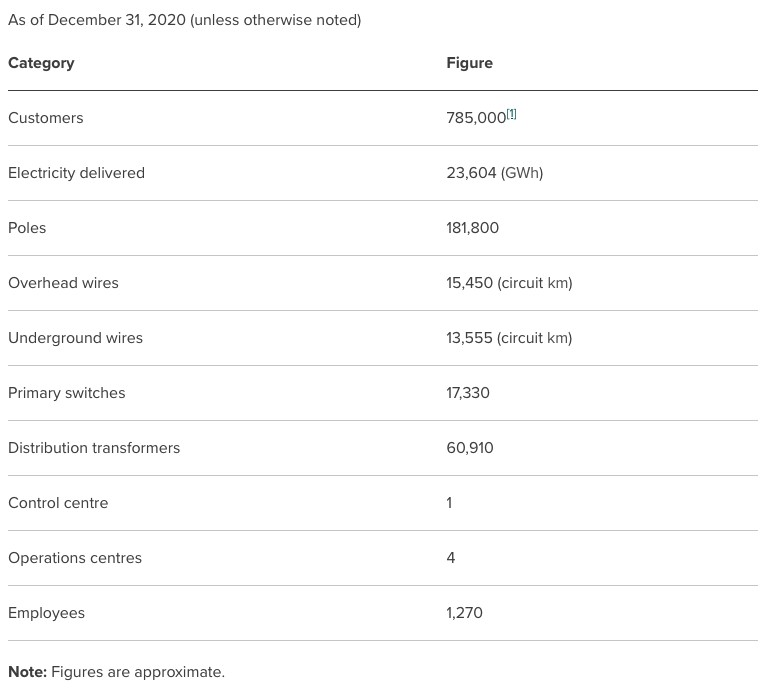 As of December 31, 2020 (unless otherwise noted)
Category Figure
Customers 785,000[1]
Electricity delivered 23,604 (GWh)
Poles 181,800
Overhead wires 15,450 (circuit km)
Underground wires 13,555 (circuit km)
Primary switches 17,330
Distribution transformers 60,910
Control centre 1
Operations centres 4
Employees 1,270
Note: Figures are approximate.